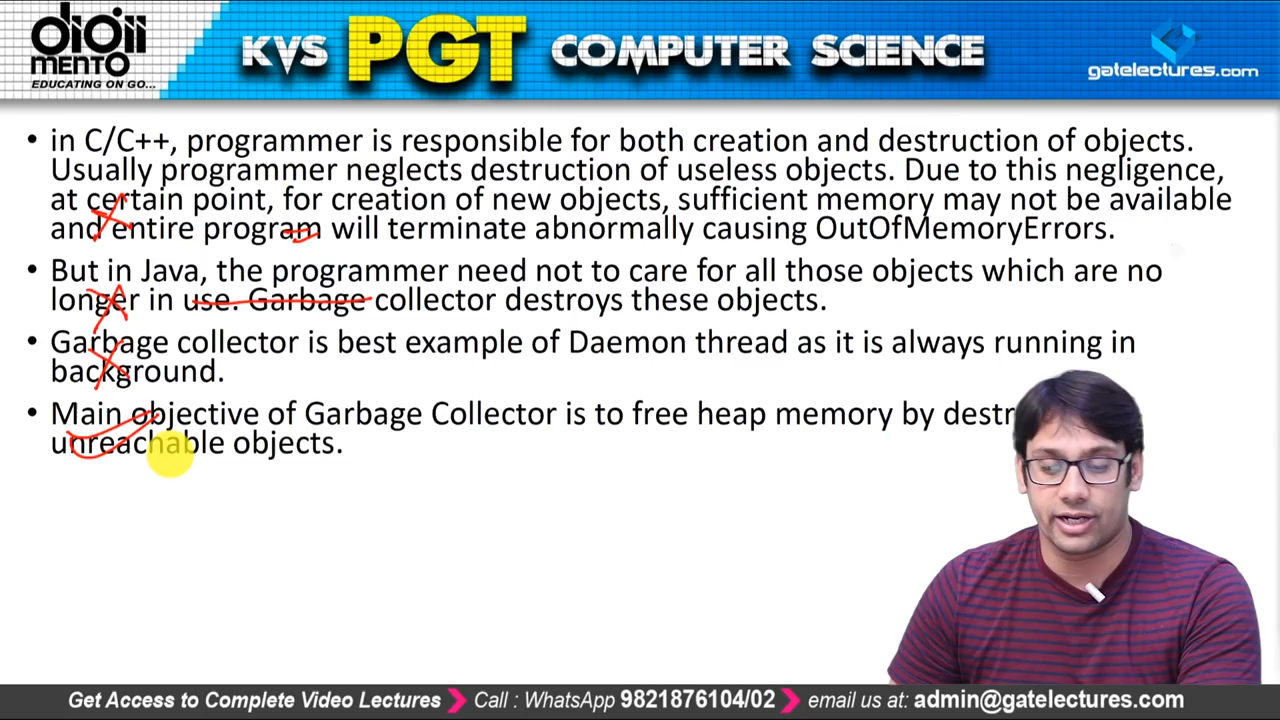 digii
MENTO
EDUCATING ON GO...
KVS PGT COMPUTER SCIENCE
gatelectures.com
• in C/C++, programmer is responsible for both creation and destruction of objects.
Usually programmer neglects destruction of useless objects. Due to this negligence,
at certain point, for creation of new objects, sufficient memory may not be available
and entire program will terminate abnormally causing OutOfMemoryErrors.
• But in Java, the programmer need not to care for all those objects which are no
longer in use. Garbage collector destroys these objects.
• Garbage collector is best example of Daemon thread as it is always running in
background.
• Main objective of Garbage Collector is to free heap memory by destr
unreachable objects.
Get Access to Complete Video Lectures Call : WhatsApp 9821876104/02 email us at: admin@gatelectures.com